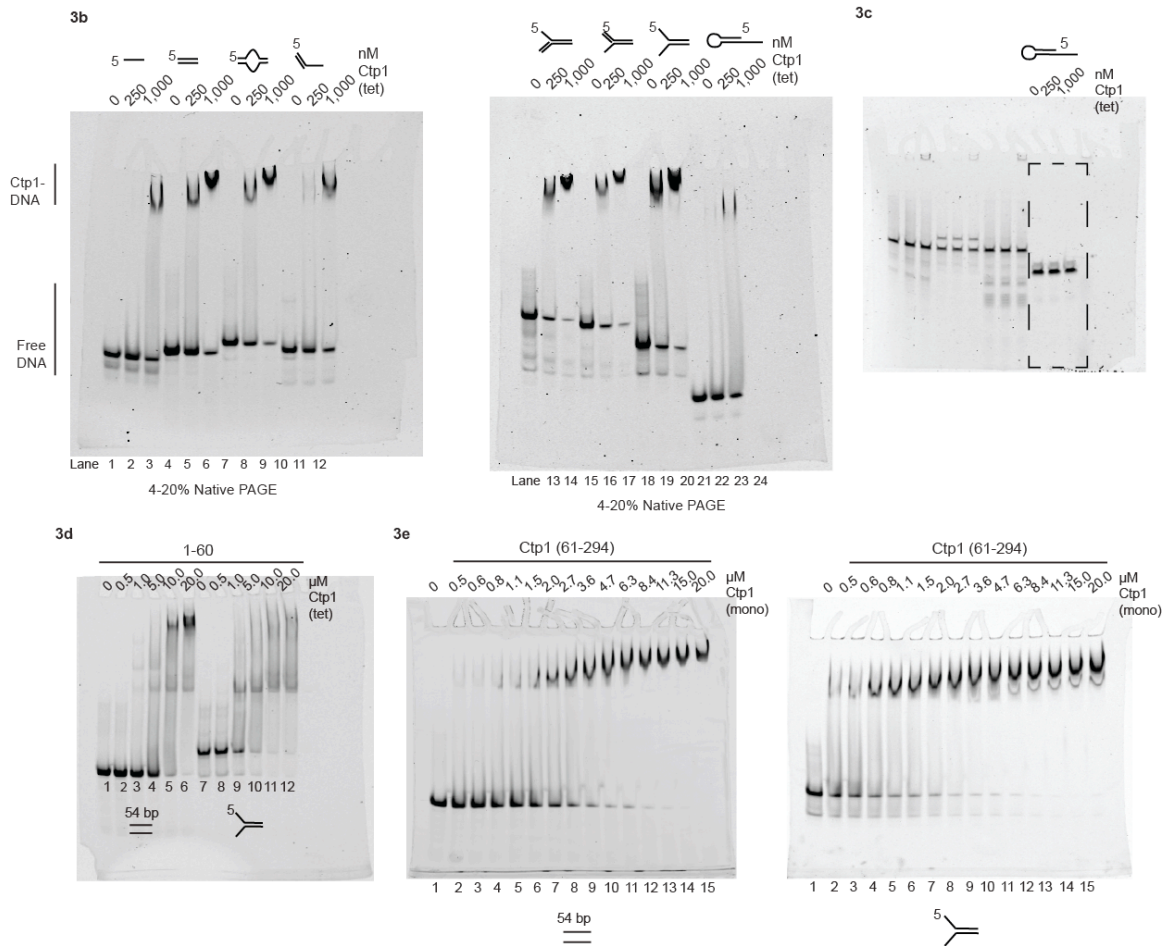 3b
5 5 5 5 nM
Ctp1
(tet)
0 250 1,000 0 250 1,000 0 250 1,000 0 250 1,000
Ctp1-
DNA
Free
DNA
Lane 1 2 3 4 5 6 7 8 9 10 11 12
4-20% Native PAGE
5 5 5 5 nM
Ctp1
(tet)
0 250 1,000 0 250 1,000 0 250 1,000 0 250 1,000
Lane 13 14 15 16 17 18 19 20 21 22 23 24
4-20% Native PAGE
3c
5
nM
Ctp1
(tet)
0 250 1,000
3d
1-60
0 0.5 1.0 5.0 10.0 20.0 0 0.5 1.0 5.0 10.0 20.0 µM
Ctp1
(tet)
1 2 3 4 5 6 7 8 9 10 11 12
54 bp 5
3e
Ctp1 (61-294)
0 0.5 0.6 0.8 1.1 1.5 2.0 2.7 3.6 4.7 6.3 8.4 11.3 15.0 20.0 µM
Ctp1
(mono)
1 2 3 4 5 6 7 8 9 10 11 12 13 14 15
54 bp
Ctp1 (61-294)
0 0.5 0.6 0.8 1.1 1.5 2.0 2.7 3.6 4.7 6.3 8.4 11.3 15.0 20.0 µM
Ctp1
(mono)
1 2 3 4 5 6 7 8 9 10 11 12 13 14 15
5